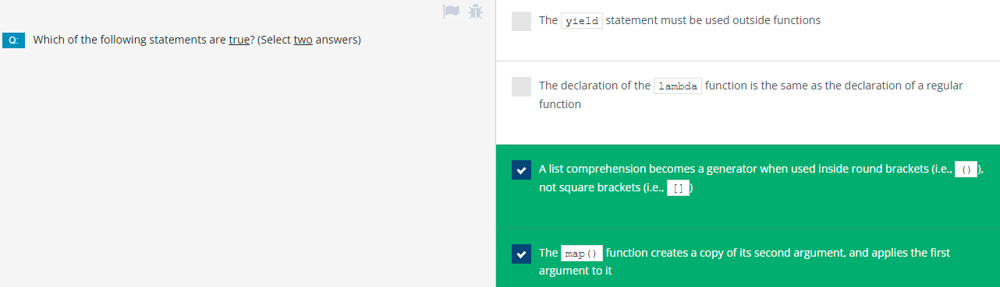 Q: Which of the following statements are true? (Select two answers)
The yield statement must be used outside functions
The declaration of the lambda function is the same as the declaration of a regular
function
A list comprehension becomes a generator when used inside round brackets (i.e., () ),
not square brackets (i.e., [] )
The map() function creates a copy of its second argument, and applies the first
argument to it